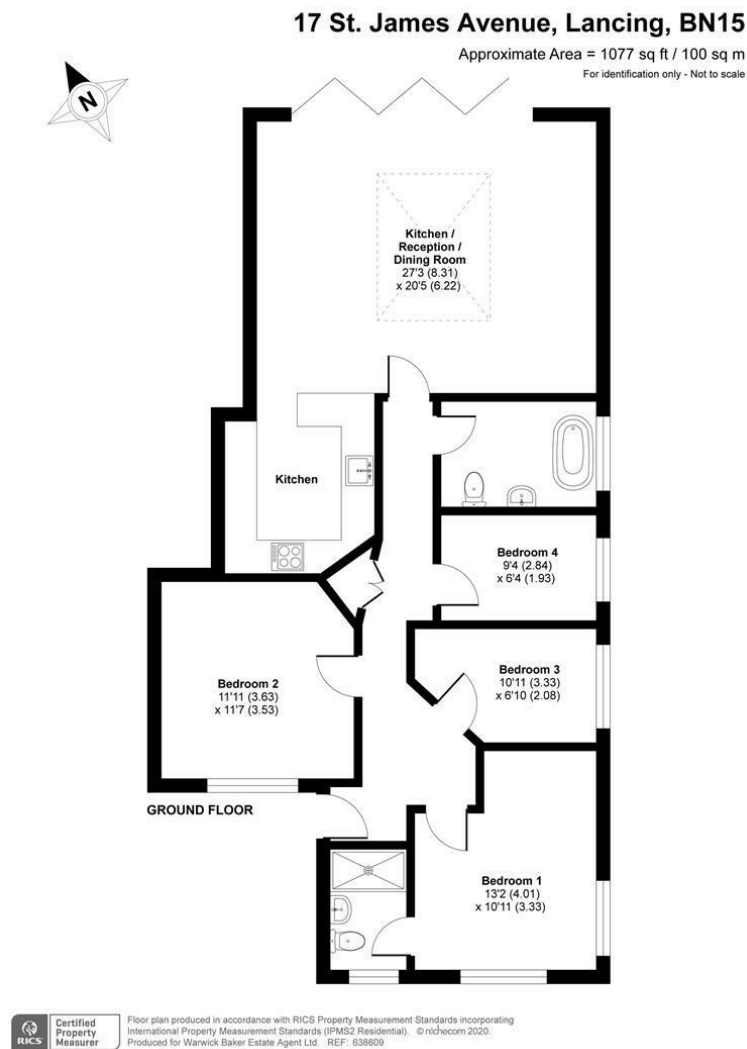 17 St. James Avenue, Lancing, BN15
Approximate Area = 1077 sq ft / 100 sq m
For identification only - Not to scale
N
Kitchen /
Reception /
Dining Room
27'3 (8.31)
x 20'5 (6.22)
Kitchen
Bedroom 4
9'4 (2.84)
x 6'4 (1.93)
Bedroom 3
10'11 (3.33)
x 6'10 (2.08)
Bedroom 2
11'11 (3.63)
x 11'7 (3.53)
GROUND FLOOR
Bedroom 1
13'2 (4.01)
x 10'11 (3.33)
RICS
Certified
Property
Measurer
Floor plan produced in accordance with RICS Property Measurement Standards incorporating
International Property Measurement Standards (IPMS2 Residential). © nichecom 2020.
Produced for Warwick Baker Estate Agent Ltd. REF: 638609